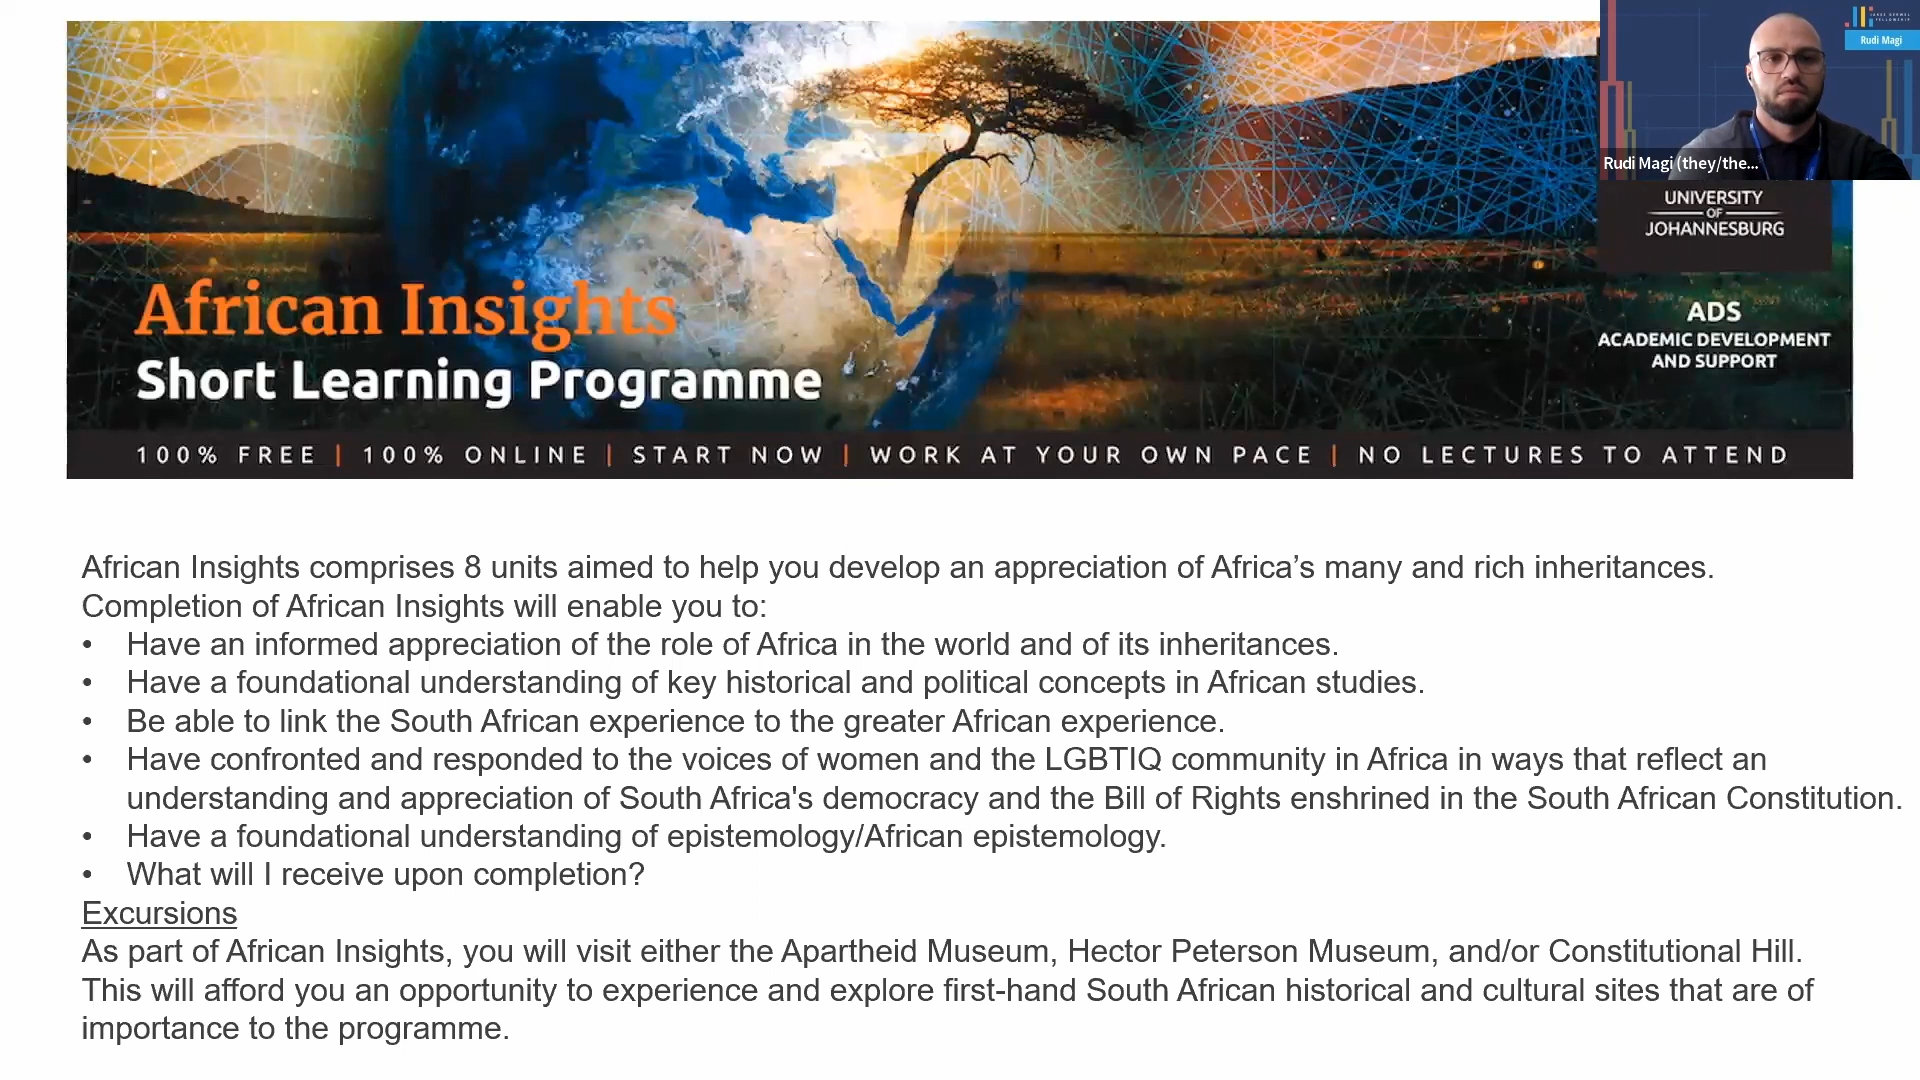 Rudi Magi
Rudi Magi (they/the...
UNIVERSITY
OF
JOHANNESBURG
African Insights
Short Learning Programme
ADS
ACADEMIC DEVELOPMENT
AND SUPPORT
100% FREE | 100% ONLINE | START NOW | WORK AT YOUR OWN PACE | NO LECTURES TO ATTEND
African Insights comprises 8 units aimed to help you develop an appreciation of Africa’s many and rich inheritances.
Completion of African Insights will enable you to:
• Have an informed appreciation of the role of Africa in the world and of its inheritances.
• Have a foundational understanding of key historical and political concepts in African studies.
• Be able to link the South African experience to the greater African experience.
• Have confronted and responded to the voices of women and the LGBTIQ community in Africa in ways that reflect an
understanding and appreciation of South Africa's democracy and the Bill of Rights enshrined in the South African Constitution.
• Have a foundational understanding of epistemology/African epistemology.
• What will I receive upon completion?
Excursions
As part of African Insights, you will visit either the Apartheid Museum, Hector Peterson Museum, and/or Constitutional Hill.
This will afford you an opportunity to experience and explore first-hand South African historical and cultural sites that are of
importance to the programme.